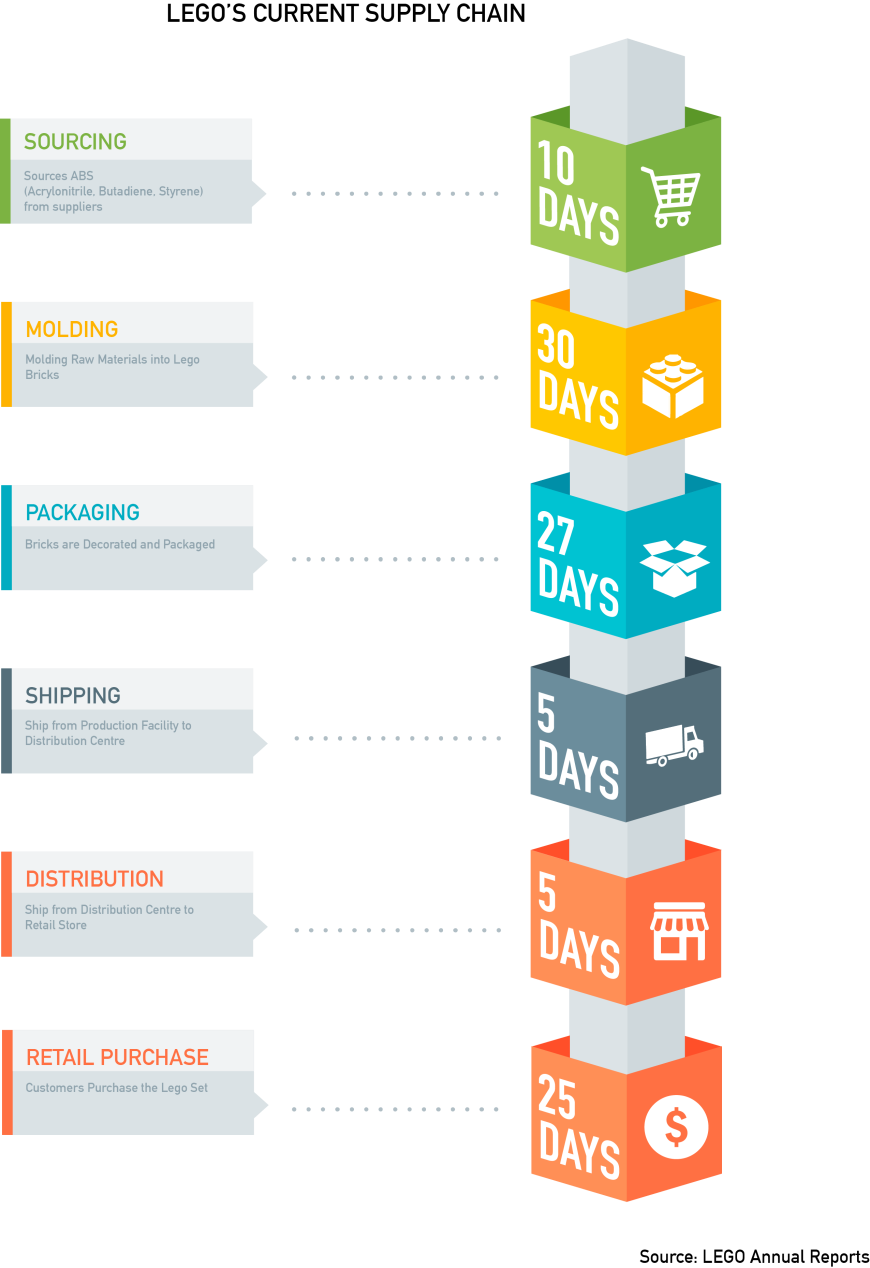 LEGO'S CURRENT SUPPLY CHAIN
SOURCING
Sources ABS
(Acrylonitrile, Butadiene, Styrene)
from suppliers
10
DAYS
MOLDING
Molding Raw Materials into Lego
Bricks
30
DAYS
PACKAGING
Bricks are Decorated and Packaged
27
DAYS
SHIPPING
Ship from Production Facility to
Distribution Centre
5
DAYS
DISTRIBUTION
Ship from Distribution Centre to
Retail Store
5
DAYS
RETAIL PURCHASE
Customers Purchase the Lego Set
25
DAYS
$
Source: LEGO Annual Reports